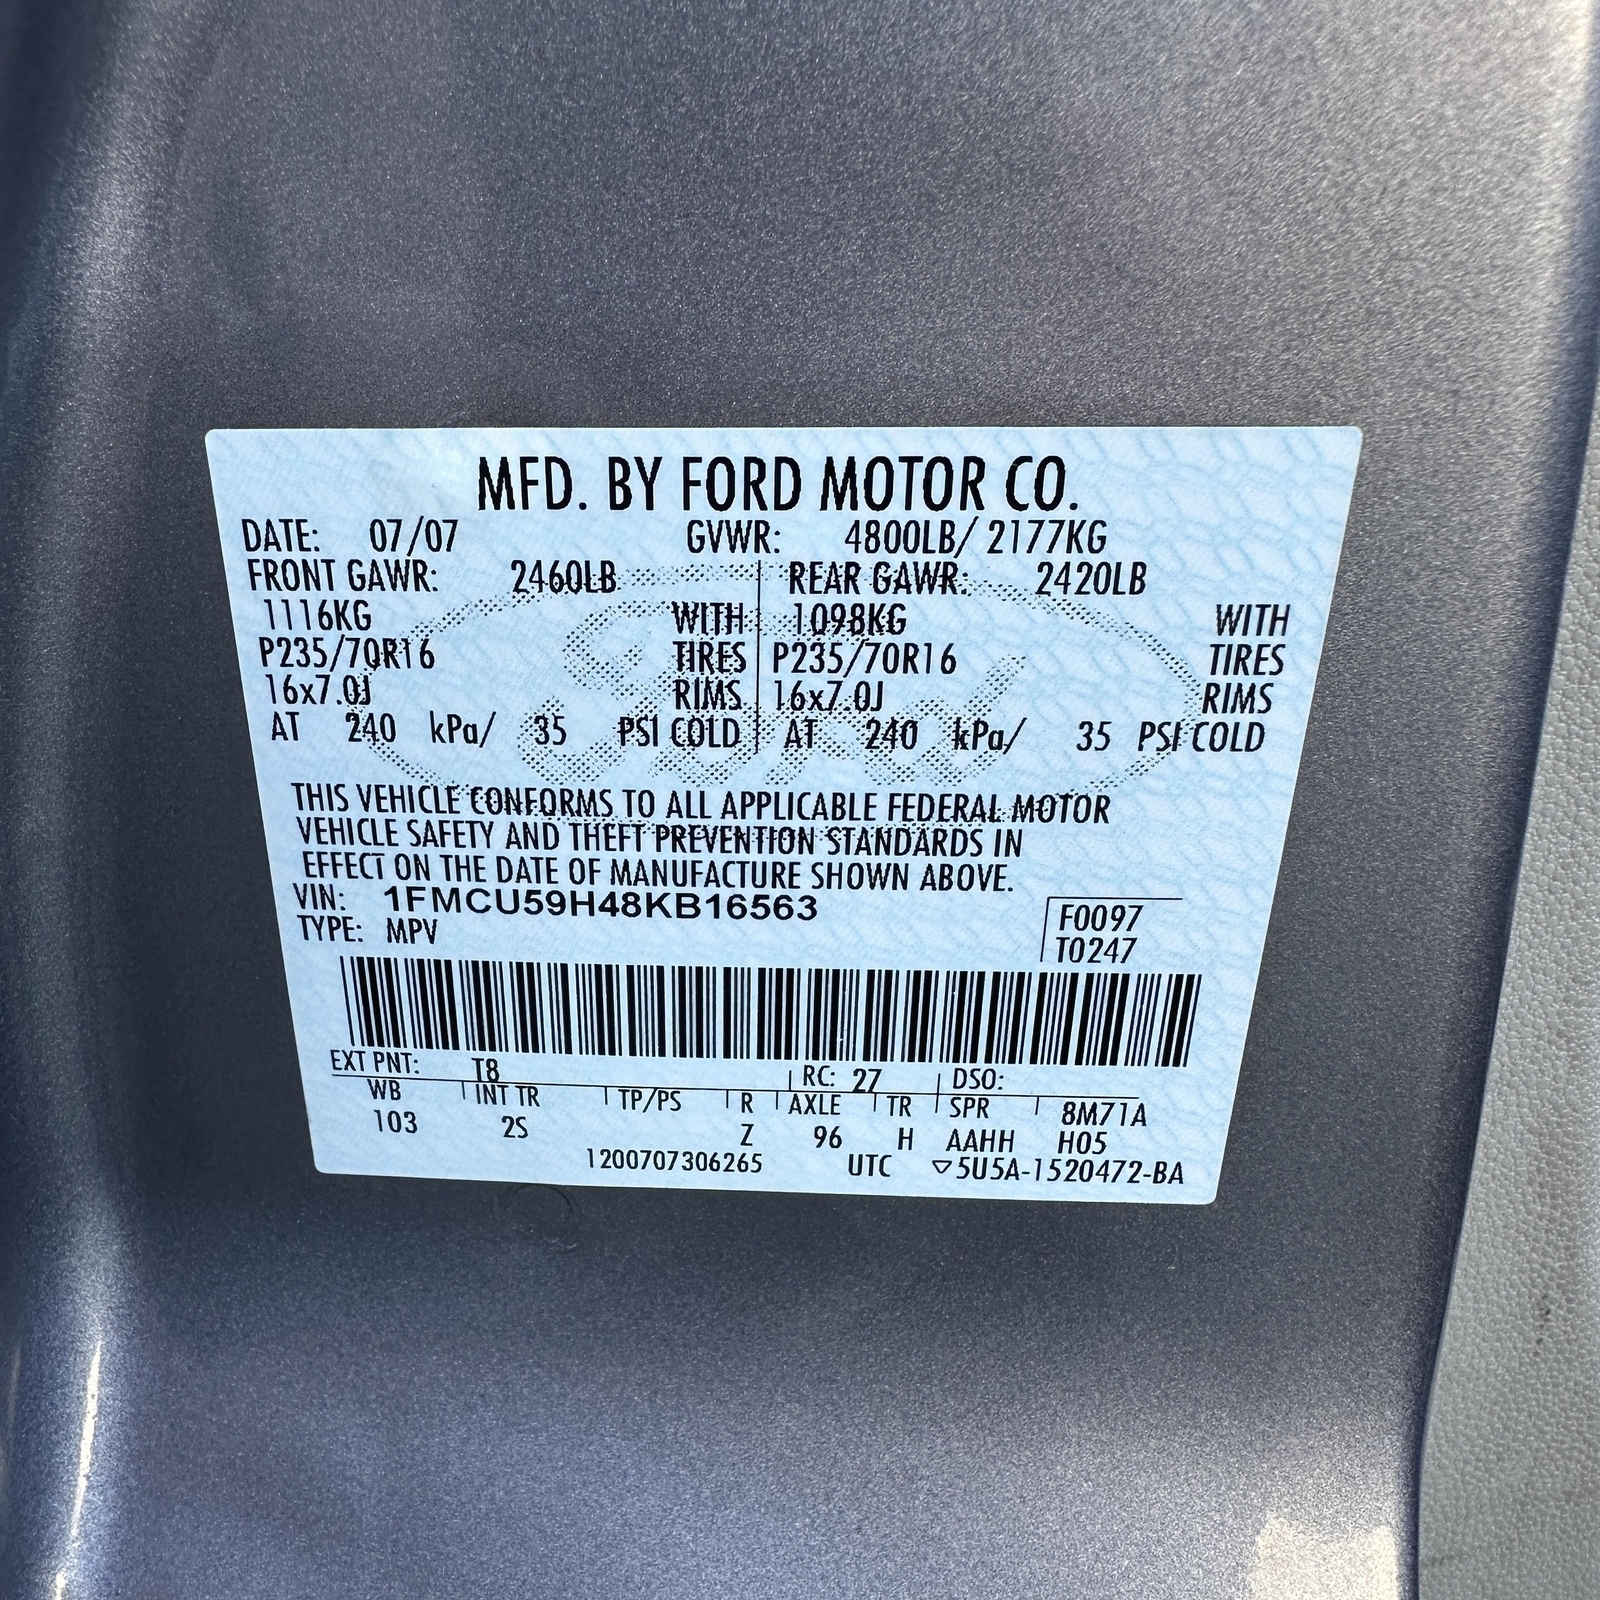 MFD. BY FORD MOTOR CO.
DATE: 07/07 GVWR: 4800LB/ 2177KG
FRONT GAWR: 2460LB REAR GAWR: 2420LB
1116KG WITH 1098KG WITH
P235/70R16 TIRES P235/70R16 TIRES
16x7.0J RIMS 16x7.0J RIMS
AT 240 kPa/ 35 PSI COLD AT 240 kPa/ 35 PSI COLD
THIS VEHICLE CONFORMS TO ALL APPLICABLE FEDERAL MOTOR
VEHICLE SAFETY AND THEFT PREVENTION STANDARDS IN
EFFECT ON THE DATE OF MANUFACTURE SHOWN ABOVE.
VIN: 1FMCU59H48KB16563 F0097
TYPE: MPV T0247
EXT PNT: T8 RC: 27 DSO:
WB INT TR TP/PS R AXLE TR SPR 8M71A
103 2S Z 96 H AAHH H05
1200707306265 UTC ▽5U5A-1520472-BA